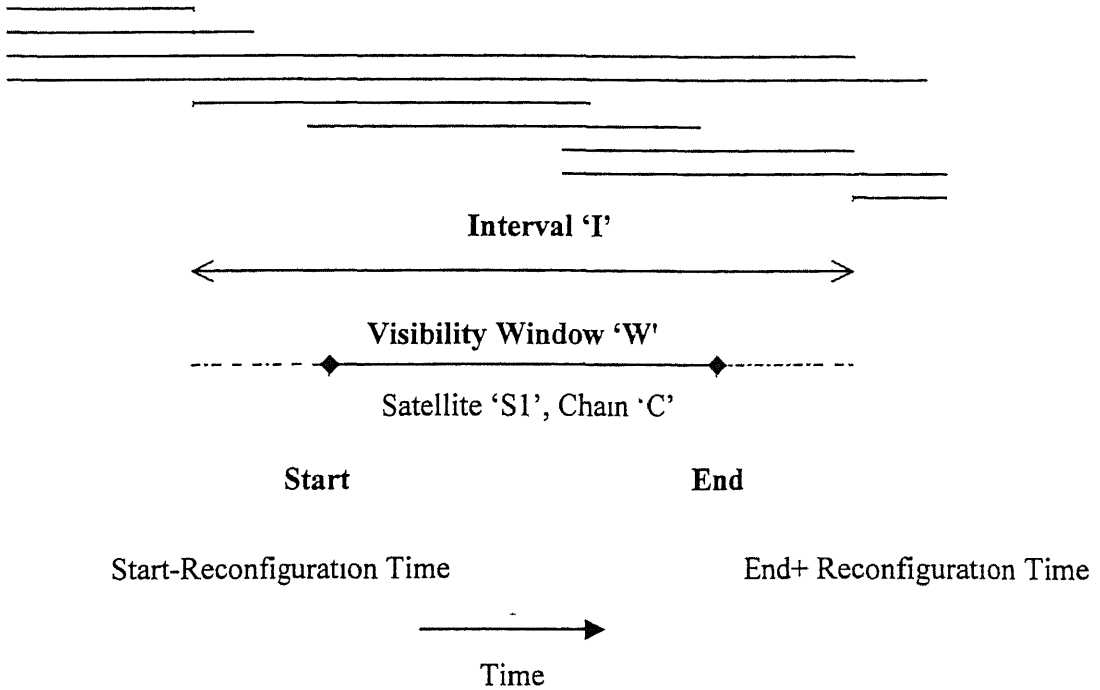 Interval ‘I’
Visibility Window ‘W'
Satellite ‘S1’, Chain ‘C’
Start End
Start-Reconfiguration Time End+ Reconfiguration Time
Time